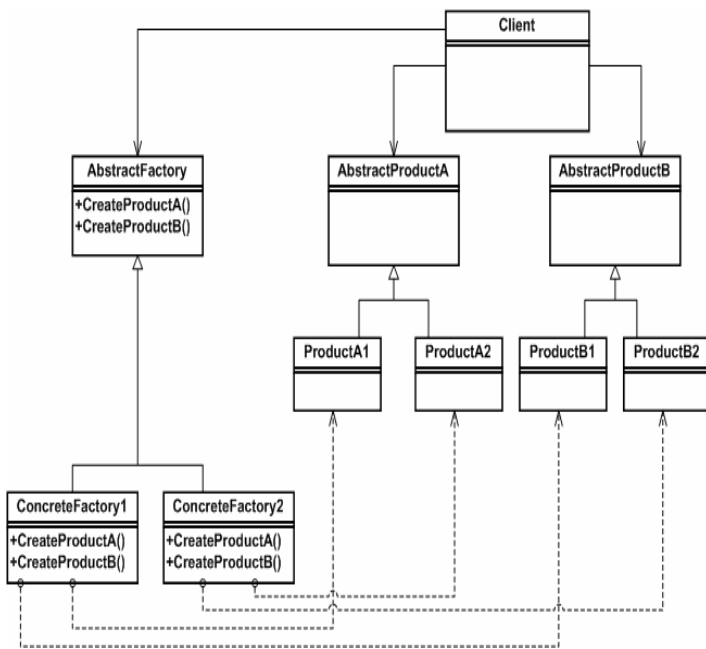 Client
AbstractFactory
+CreateProductA()
+CreateProductB()
AbstractProductA
AbstractProductB
ProductA1
ProductA2
ProductB1
ProductB2
ConcreteFactory1
+CreateProductA()
+CreateProductB()
ConcreteFactory2
+CreateProductA()
+CreateProductB()